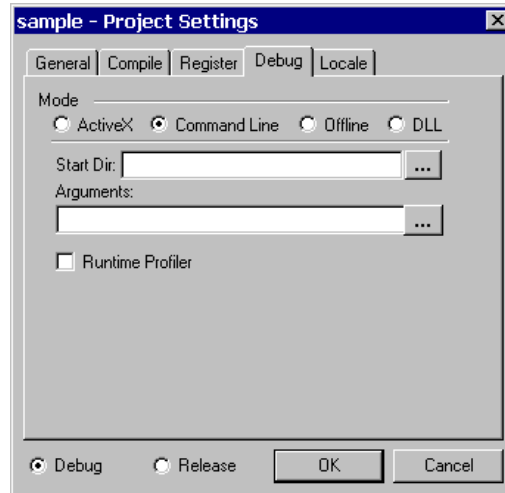 sample - Project Settings
General Compile Register Debug Locale
Mode
ActiveX Command Line Offline DLL
Start Dir: ...
Arguments:
...
Runtime Profiler
Debug Release OK Cancel